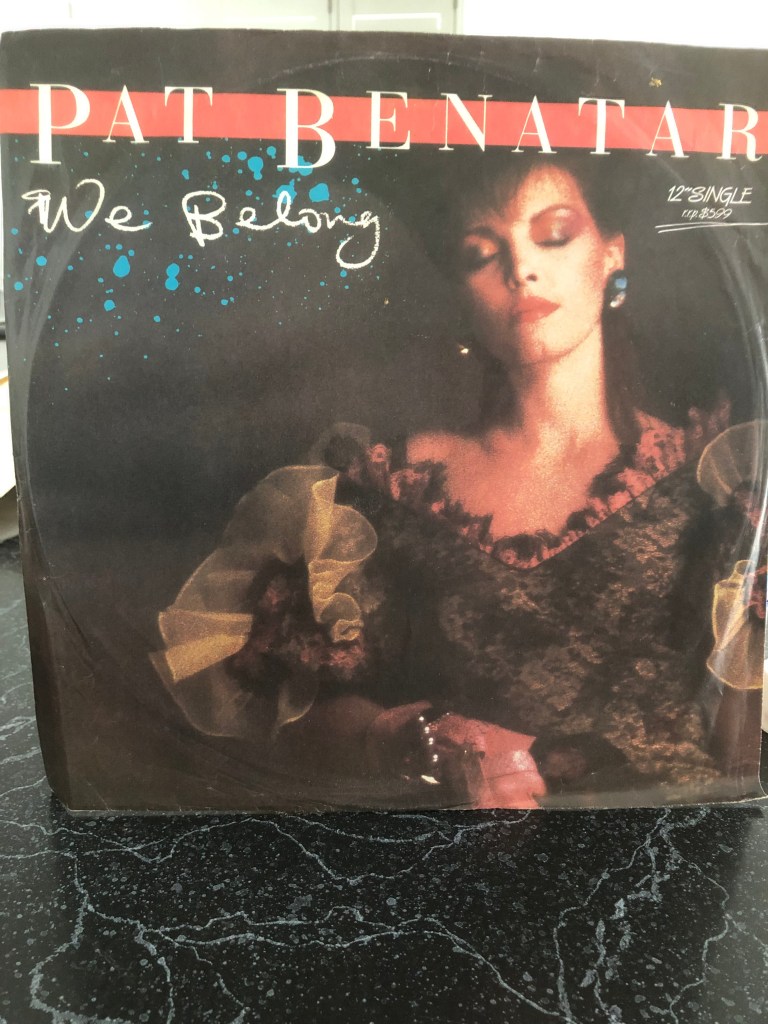 PAT BENATAR
We Belong
12" SINGLE
r.r.p. $5.99